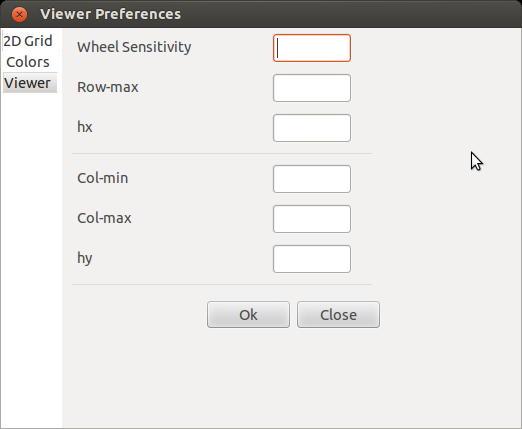 Viewer Preferences
2D Grid
Colors
Viewer
Wheel Sensitivity
Row-max
hx
Col-min
Col-max
hy
Ok
Close